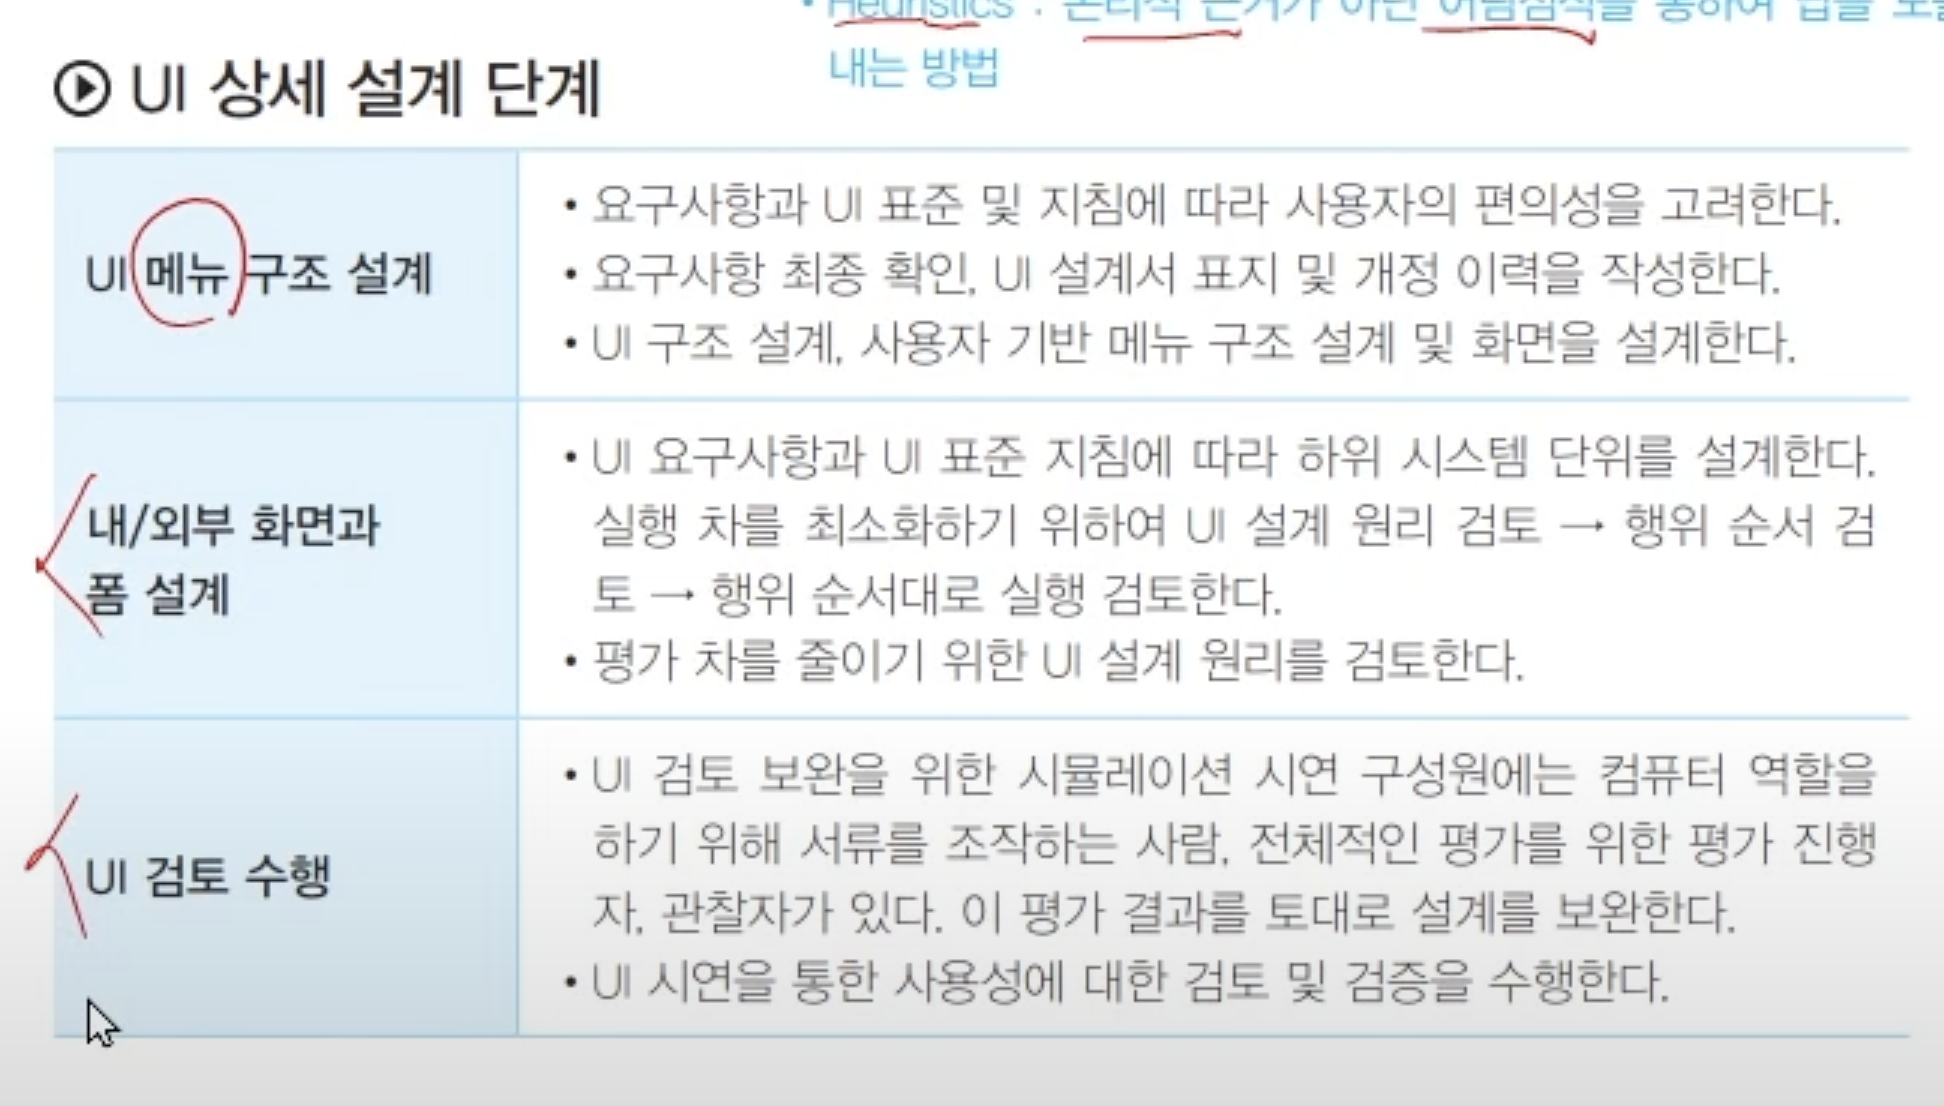 • Heuristics : 논리적 근거가 아닌 어림짐작을 통하여 답을 도출
내는 방법
UI 상세 설계 단계
UI 메뉴 구조 설계
• 요구사항과 UI 표준 및 지침에 따라 사용자의 편의성을 고려한다.
• 요구사항 최종 확인, UI 설계서 표지 및 개정 이력을 작성한다.
• UI 구조 설계, 사용자 기반 메뉴 구조 설계 및 화면을 설계한다.
내/외부 화면과
폼 설계
• UI 요구사항과 UI 표준 지침에 따라 하위 시스템 단위를 설계한다.
실행 차를 최소화하기 위하여 UI 설계 원리 검토 → 행위 순서 검
토 → 행위 순서대로 실행 검토한다.
• 평가 차를 줄이기 위한 UI 설계 원리를 검토한다.
UI 검토 수행
• UI 검토 보완을 위한 시뮬레이션 시연 구성원에는 컴퓨터 역할을
하기 위해 서류를 조작하는 사람, 전체적인 평가를 위한 평가 진행
자, 관찰자가 있다. 이 평가 결과를 토대로 설계를 보완한다.
• UI 시연을 통한 사용성에 대한 검토 및 검증을 수행한다.